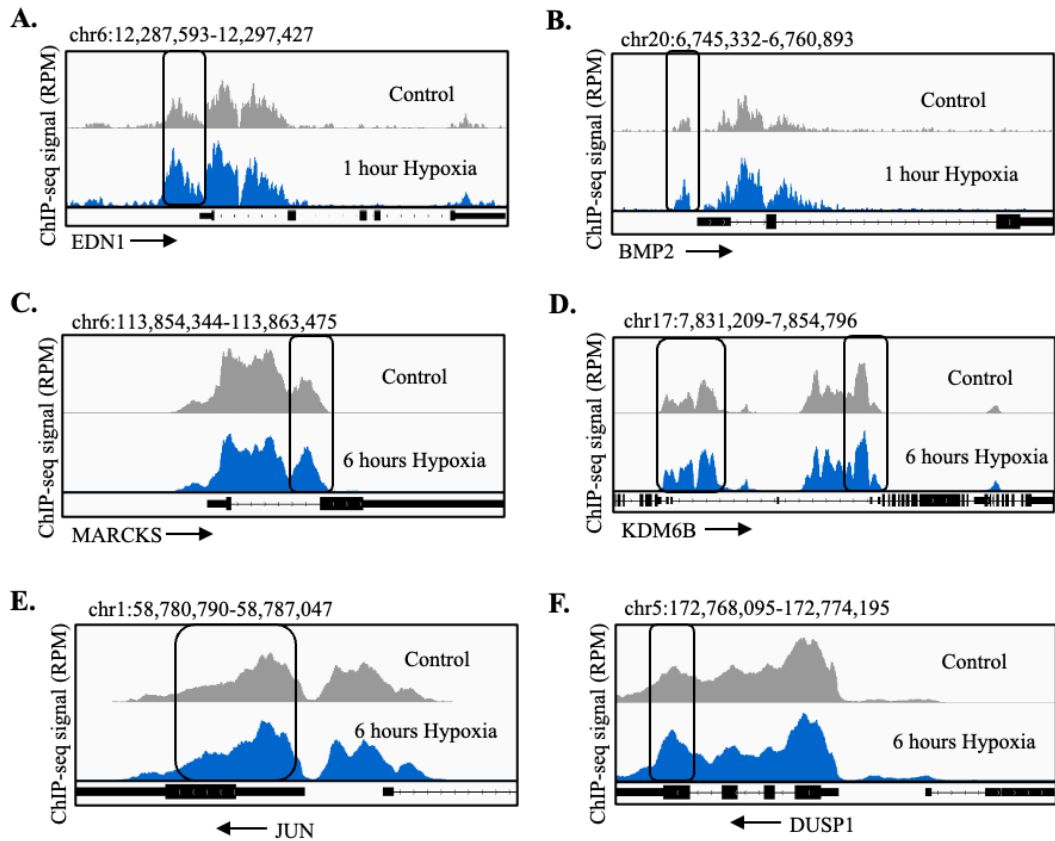 A.
chr6:12,287,593-12,297,427
ChIP-seq signal (RPM)
Control
1 hour Hypoxia
EDN1
B.
chr20:6,745,332-6,760,893
ChIP-seq signal (RPM)
Control
1 hour Hypoxia
BMP2
C.
chr6:113,854,344-113,863,475
ChIP-seq signal (RPM)
Control
6 hours Hypoxia
MARCKS
D.
chr17:7,831,209-7,854,796
ChIP-seq signal (RPM)
Control
6 hours Hypoxia
KDM6B
E.
chr1:58,780,790-58,787,047
ChIP-seq signal (RPM)
Control
6 hours Hypoxia
JUN
F.
chr5:172,768,095-172,774,195
ChIP-seq signal (RPM)
Control
6 hours Hypoxia
DUSP1